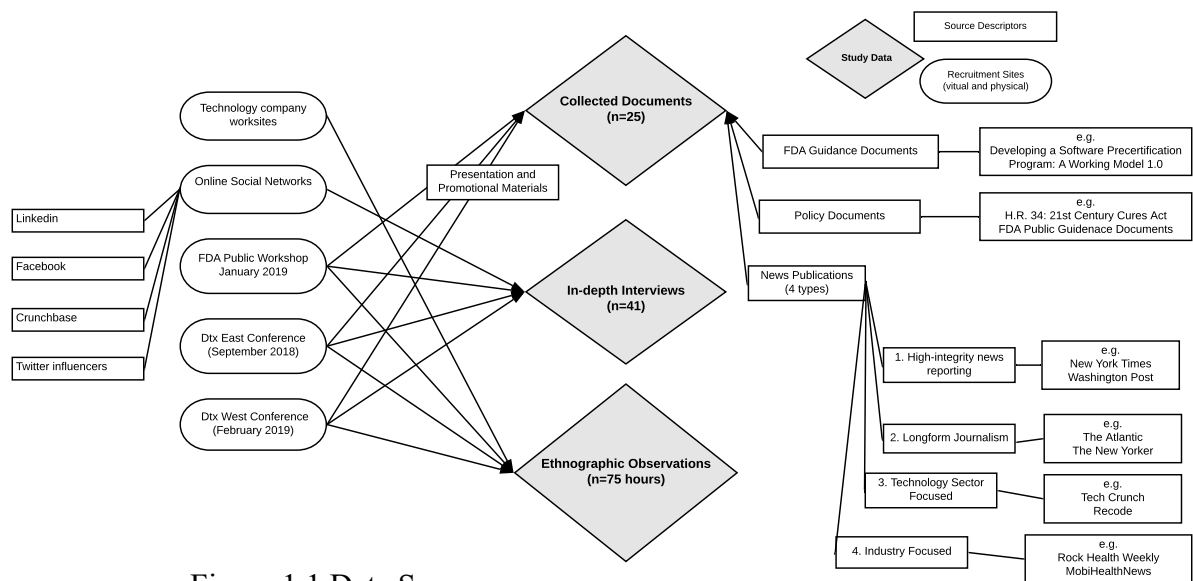 Source Descriptors
Study Data
Recruitment Sites
(vitual and physical)
Technology company
worksites
Online Social Networks
FDA Public Workshop
January 2019
Dtx East Conference
(September 2018)
Dtx West Conference
(February 2019)
Linkedin
Facebook
Crunchbase
Twitter influencers
Presentation and
Promotional Materials
Collected Documents
(n=25)
In-depth Interviews
(n=41)
Ethnographic Observations
(n=75 hours)
FDA Guidance Documents
e.g.
Developing a Software Precertification
Program: A Working Model 1.0
Policy Documents
e.g.
H.R. 34: 21st Century Cures Act
FDA Public Guidenace Documents
News Publications
(4 types)
1. High-integrity news
reporting
e.g.
New York Times
Washington Post
2. Longform Journalism
e.g.
The Atlantic
The New Yorker
3. Technology Sector
Focused
e.g.
Tech Crunch
Recode
4. Industry Focused
e.g.
Rock Health Weekly
MobiHealthNews